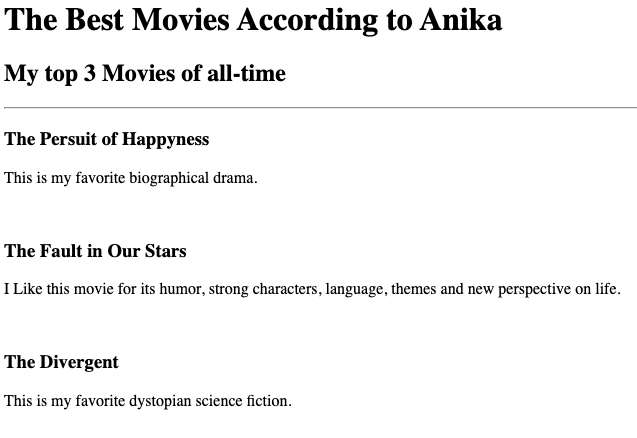 The Best Movies According to Anika
My top 3 Movies of all-time
The Persuit of Happyness
This is my favorite biographical drama.
The Fault in Our Stars
I Like this movie for its humor, strong characters, language, themes and new perspective on life.
The Divergent
This is my favorite dystopian science fiction.